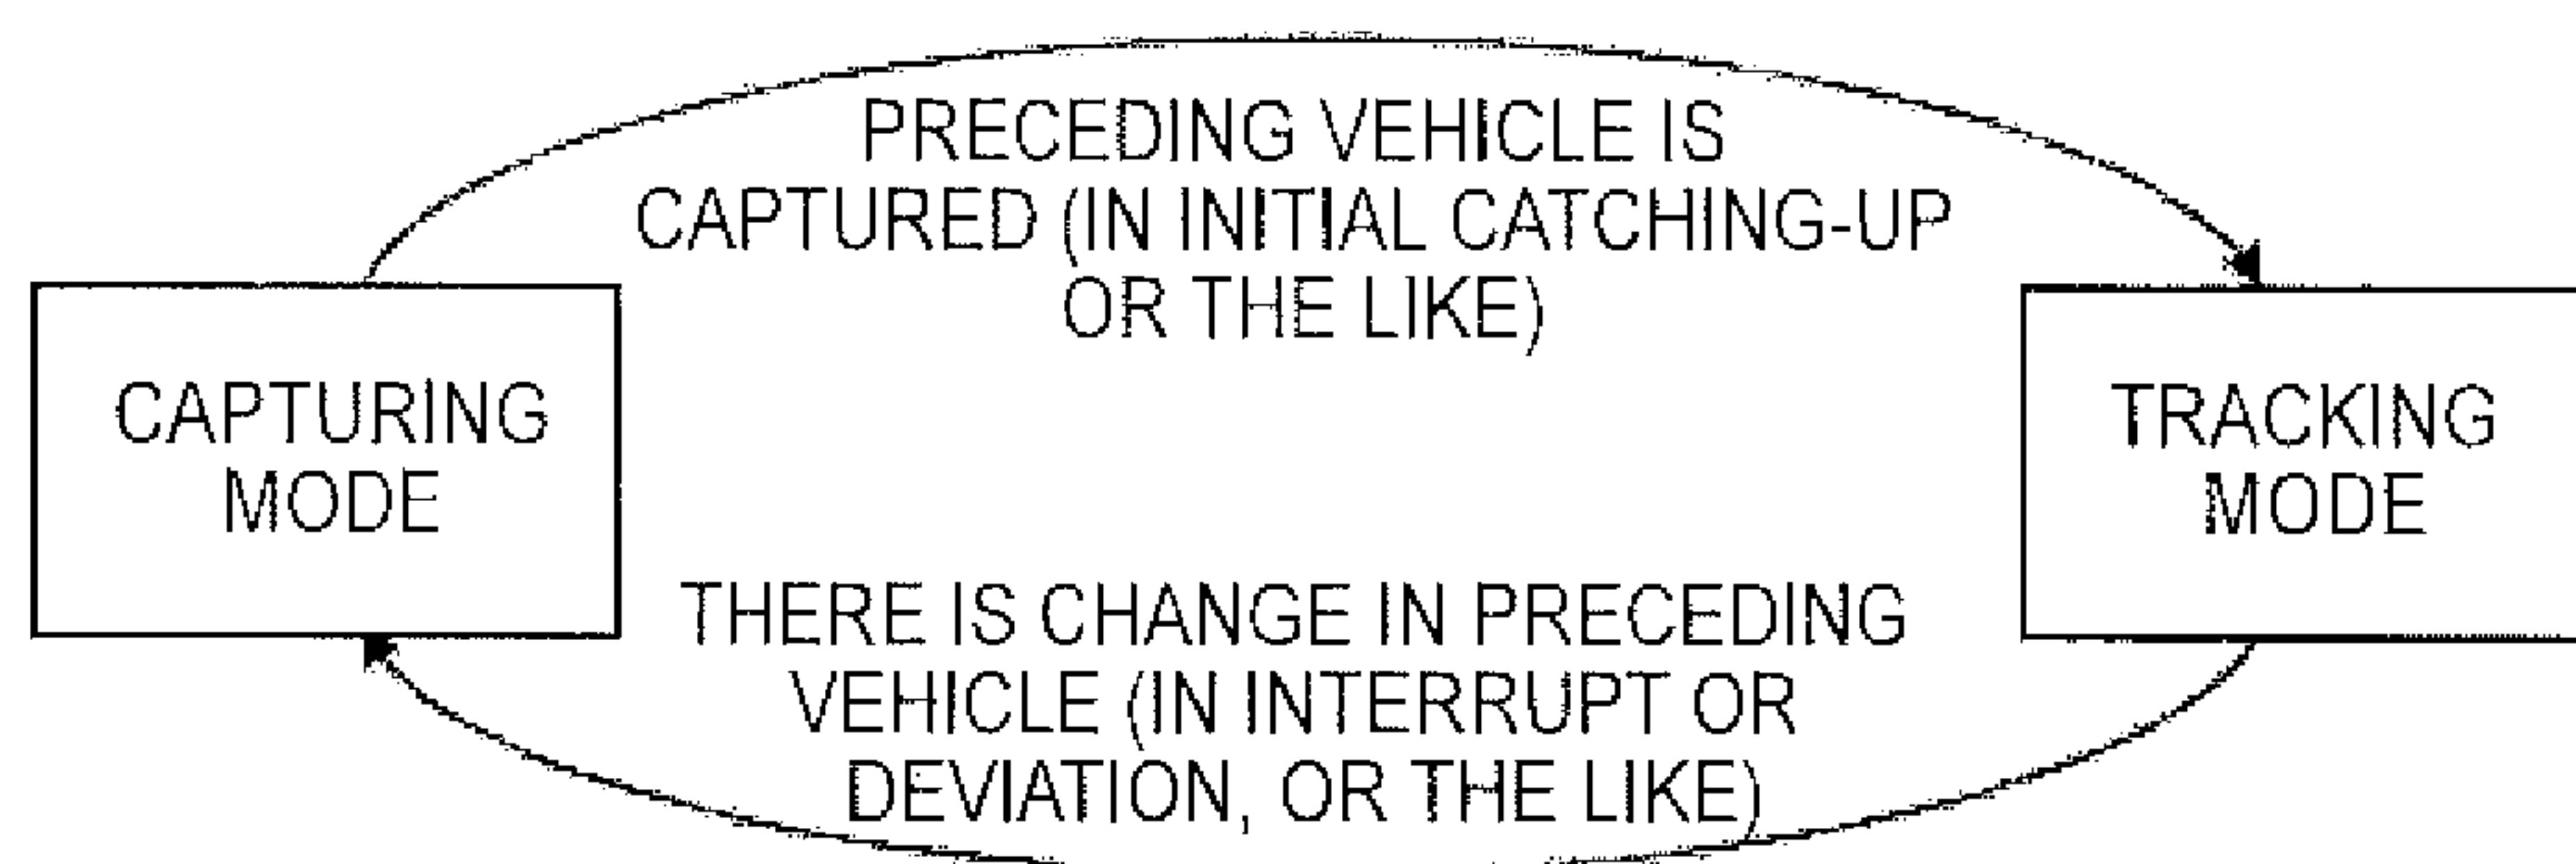 PRECEDING VEHICLE IS
CAPTURED (IN INITIAL CATCHING-UP
OR THE LIKE)
CAPTURING
MODE
TRACKING
MODE
THERE IS CHANGE IN PRECEDING
VEHICLE (IN INTERRUPT OR
DEVIATION, OR THE LIKE)